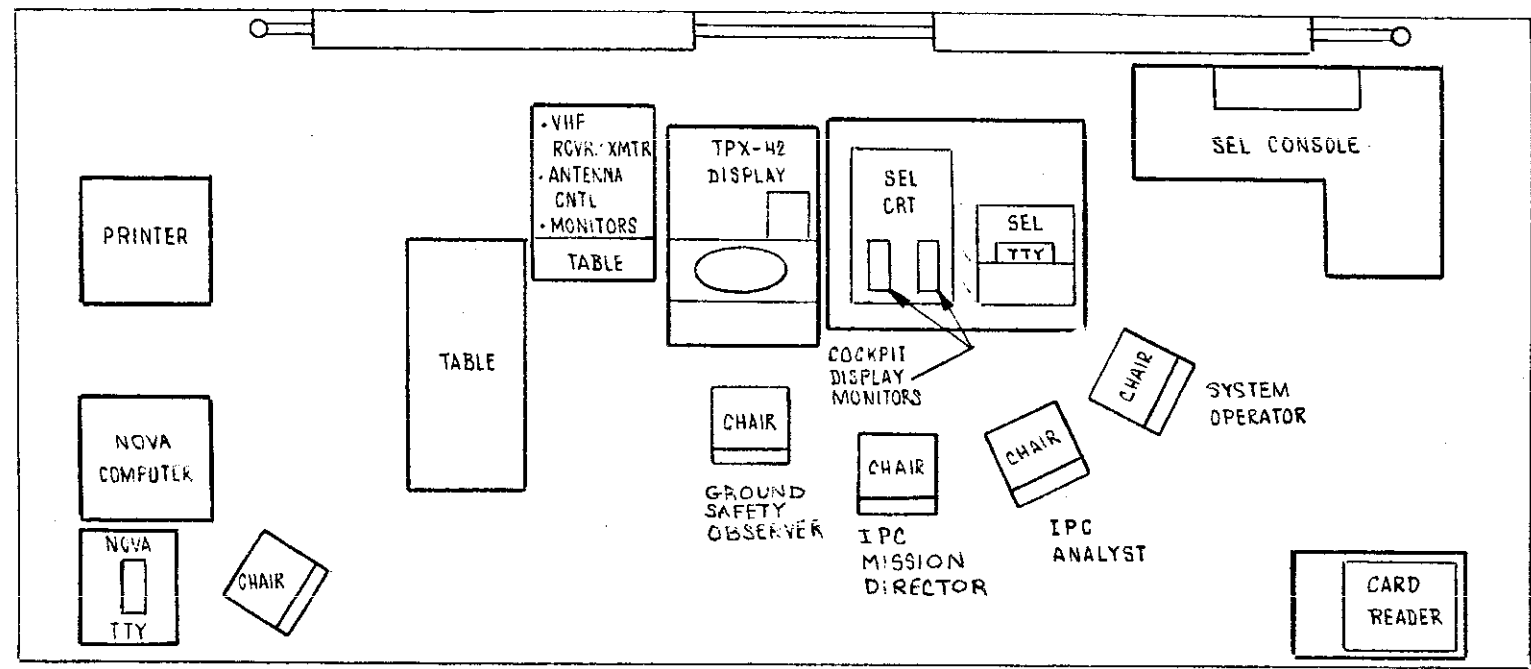 · VHF
RCVR. XMTR
· ANTENNA
CNTL
· MONITORS
TABLE
TPX-42
DISPLAY
SEL
CRT
SEL
TTY
SEL CONSOLE
PRINTER
TABLE
COCKPIT
DISPLAY
MONITORS
CHAIR
SYSTEM
OPERATOR
CHAIR
GROUND
SAFETY
OBSERVER
CHAIR
IPC
MISSION
DIRECTOR
CHAIR
IPC
ANALYST
NOVA
COMPUTER
NOVA
TTY
CHAIR
CARD
READER